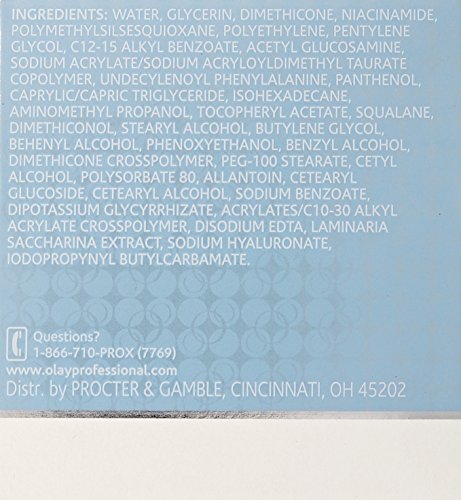 INGREDIENTS: WATER, GLYCERIN, DIMETHICONE, NIACINAMIDE,
POLYMETHYLSILSESQUIOXANE, POLYETHYLENE, PENTYLENE
GLYCOL, C12-15 ALKYL BENZOATE, ACETYL GLUCOSAMINE,
SODIUM ACRYLATE/SODIUM ACRYLOYLDIMETHYL TAURATE
COPOLYMER, UNDECYLENOYL PHENYLALANINE, PANTHENOL,
CAPRYLIC/CAPRIC TRIGLYCERIDE, ISOHEXADECANE,
AMINOMETHYL PROPANOL, TOCOPHERYL ACETATE, SQUALANE,
DIMETHICONOL, STEARYL ALCOHOL, BUTYLENE GLYCOL,
BEHENYL ALCOHOL, PHENOXYETHANOL, BENZYL ALCOHOL,
DIMETHICONE CROSSPOLYMER, PEG-100 STEARATE, CETYL
ALCOHOL, POLYSORBATE 80, ALLANTOIN, CETEARYL
GLUCOSIDE, CETEARYL ALCOHOL, SODIUM BENZOATE,
DIPOTASSIUM GLYCYRRHIZATE, ACRYLATES/C10-30 ALKYL
ACRYLATE CROSSPOLYMER, DISODIUM EDTA, LAMINARIA
SACCHARINA EXTRACT, SODIUM HYALURONATE,
IODOPROPYNYL BUTYLCARBAMATE.
Questions?
1-866-710-PROX (7769)
www.olayprofessional.com
Distr. by PROCTER & GAMBLE, CINCINNATI, OH 45202